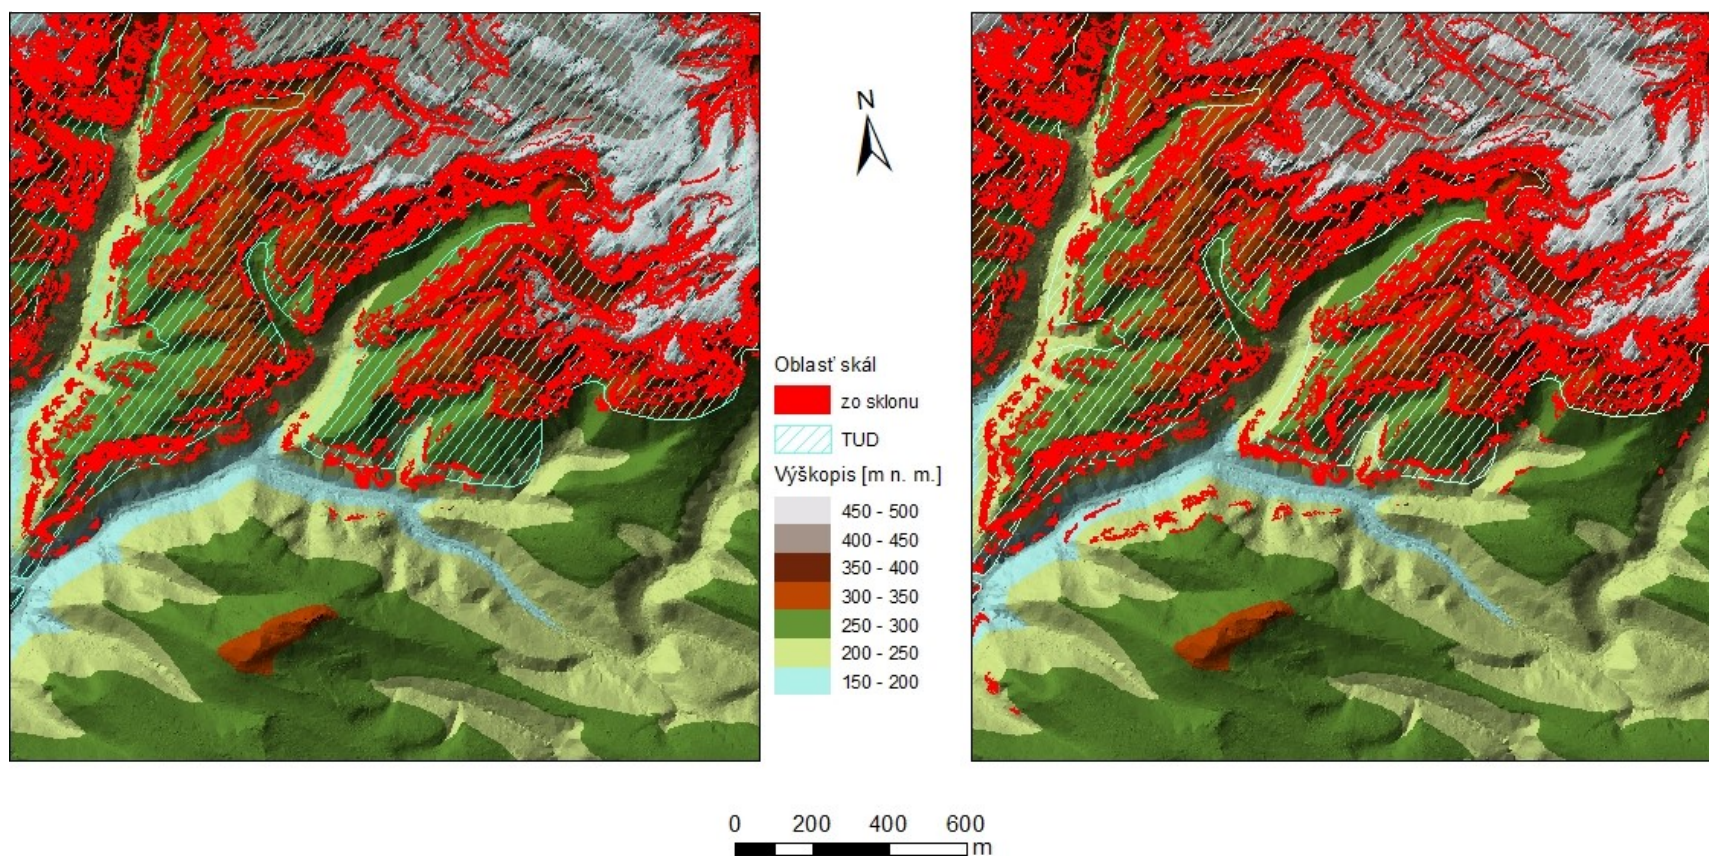 N
Oblasť skál
zo sklonu
TUD
Výškopis [m n. m.]
450 - 500
400 - 450
350 - 400
300 - 350
250 - 300
200 - 250
150 - 200
0 200 400 600
m